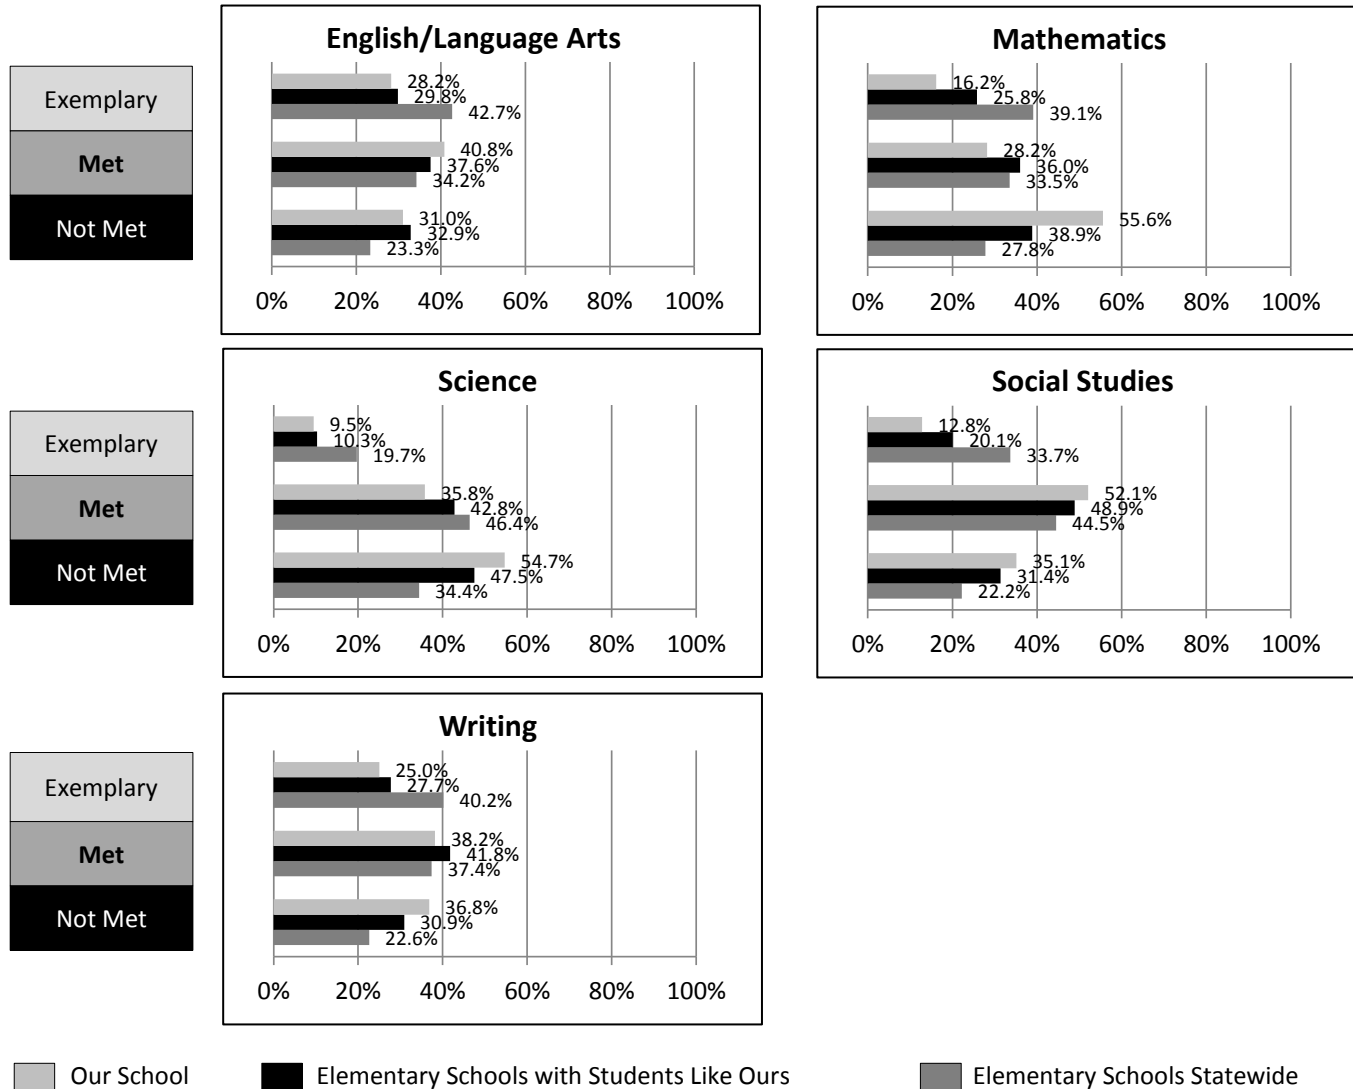 English/Language Arts
Exemplary
Met
Not Met
28.2%
29.8%
42.7%
40.8%
37.6%
34.2%
31.0%
32.9%
23.3%
0% 20% 40% 60% 80% 100%
Mathematics
16.2%
25.8%
39.1%
28.2%
36.0%
33.5%
55.6%
38.9%
27.8%
0% 20% 40% 60% 80% 100%
Science
Exemplary
Met
Not Met
9.5%
10.3%
19.7%
35.8%
42.8%
46.4%
54.7%
47.5%
34.4%
0% 20% 40% 60% 80% 100%
Social Studies
12.8%
20.1%
33.7%
52.1%
48.9%
44.5%
35.1%
31.4%
22.2%
0% 20% 40% 60% 80% 100%
Writing
Exemplary
Met
Not Met
25.0%
27.7%
40.2%
38.2%
41.8%
37.4%
36.8%
30.9%
22.6%
0% 20% 40% 60% 80% 100%
Our School Elementary Schools with Students Like Ours Elementary Schools Statewide